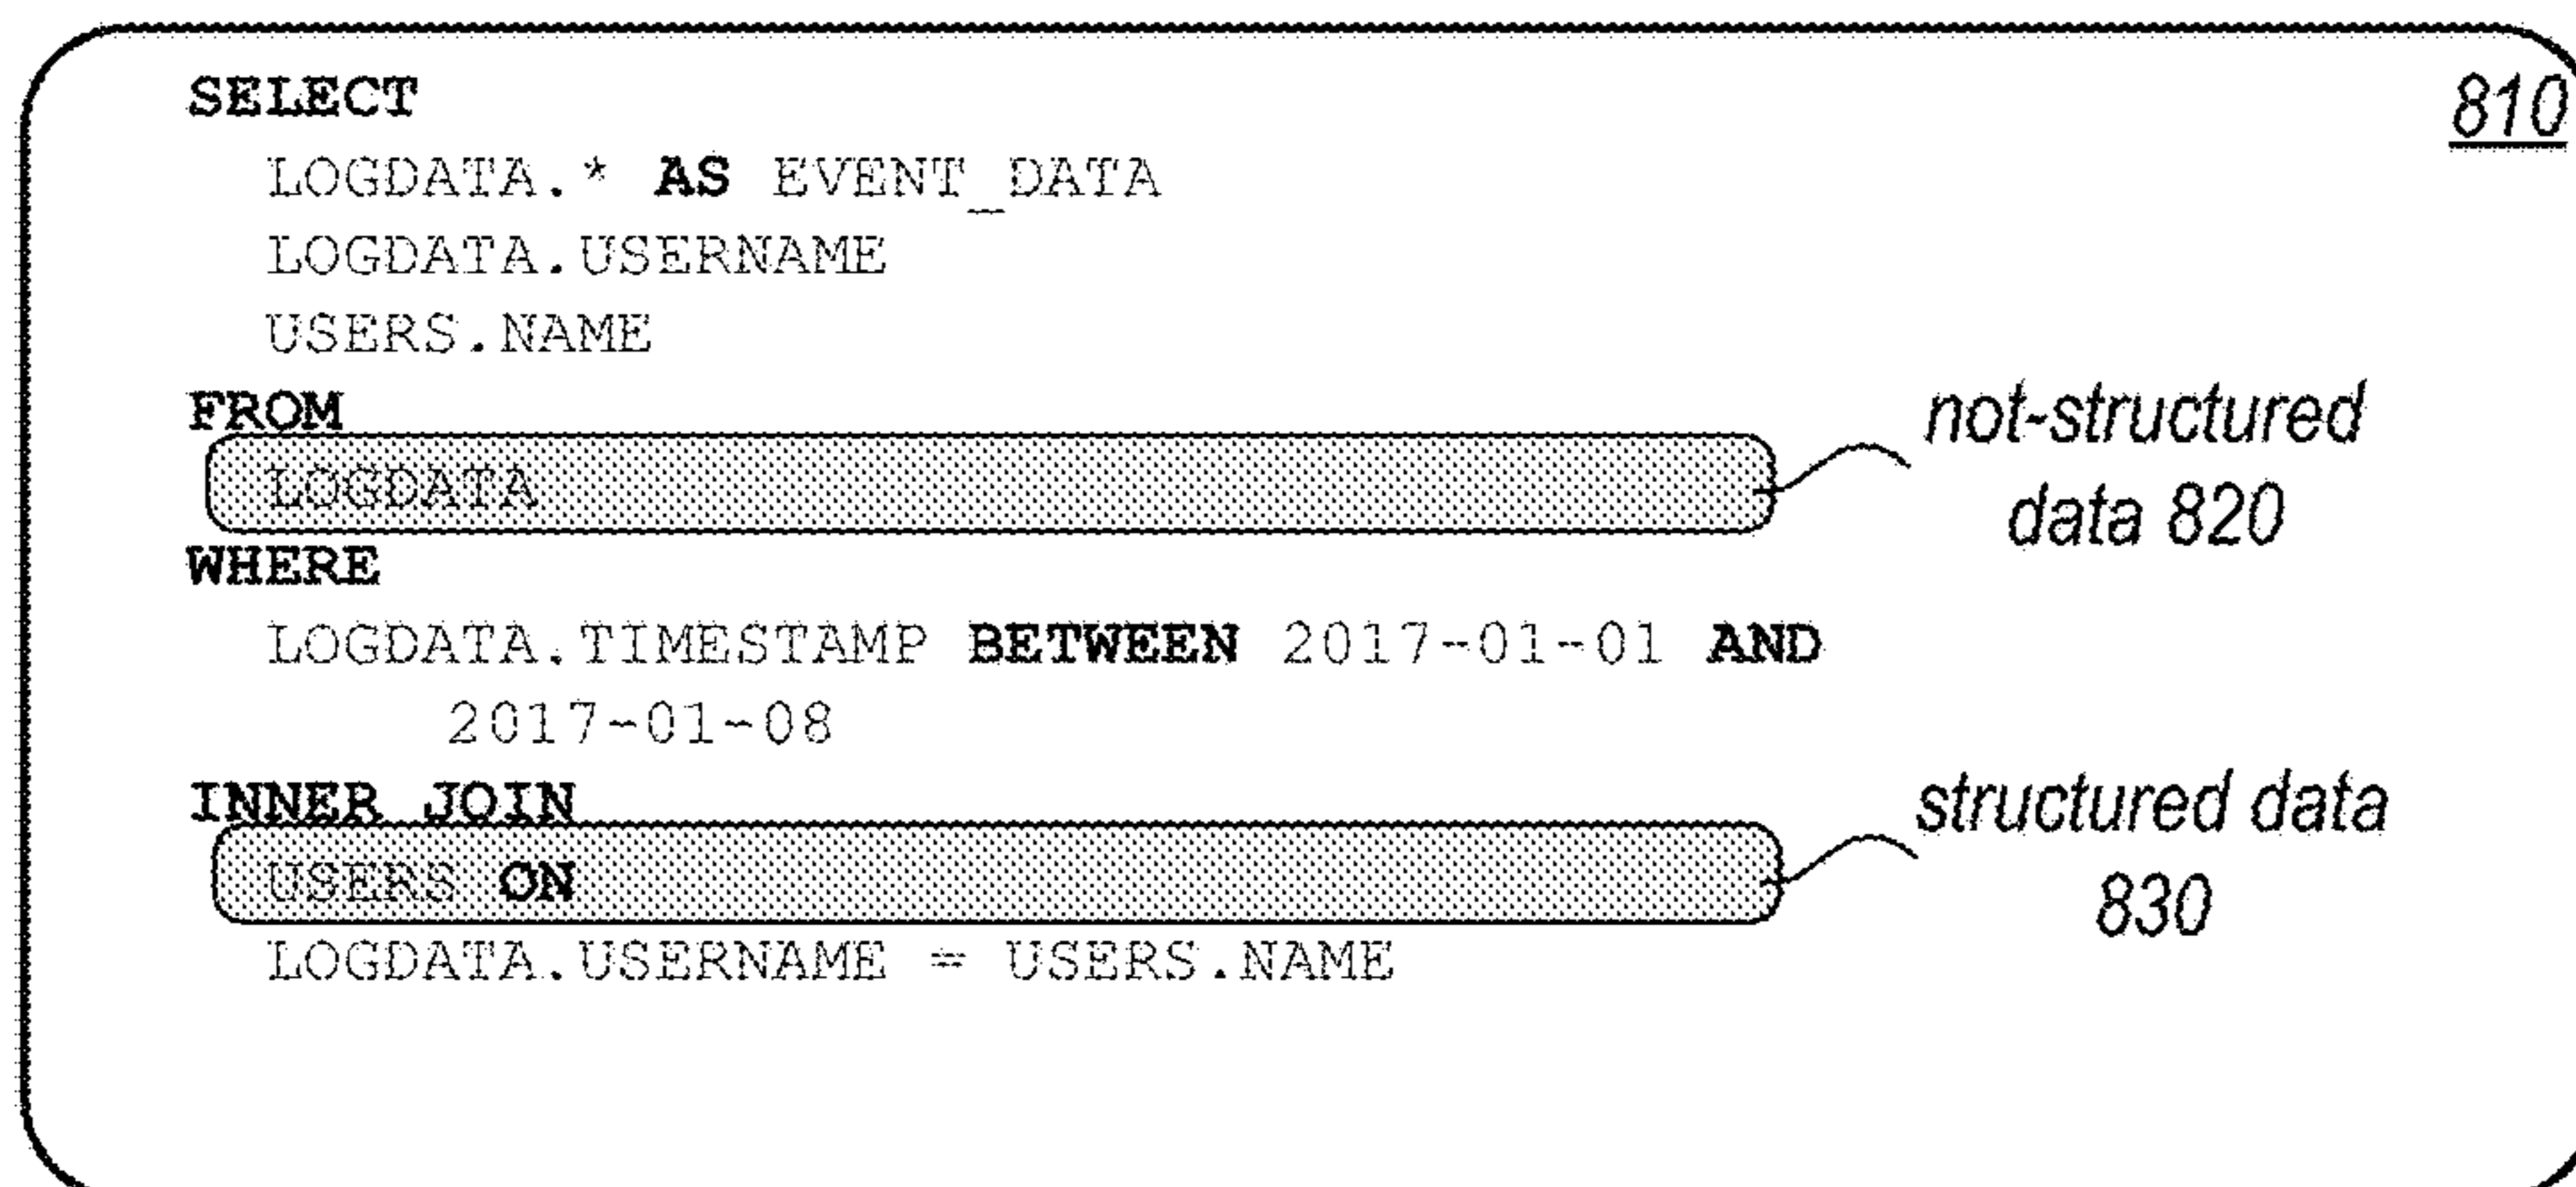 810
SELECT
LOGDATA.* AS EVENT_DATA
LOGDATA.USERNAME
USERS.NAME
FROM
LOGDATA
not-structured
data 820
WHERE
LOGDATA.TIMESTAMP BETWEEN 2017-01-01 AND
2017-01-08
INNER JOIN
USERS ON
structured data
830
LOGDATA.USERNAME = USERS.NAME